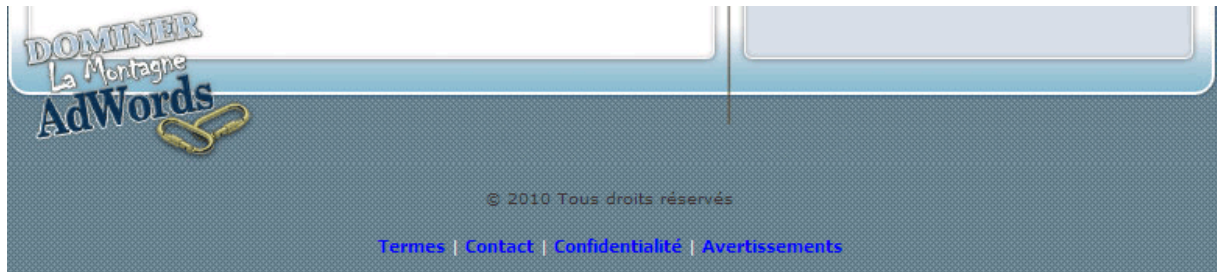 DOMINER
La Montagne
AdWords
© 2010 Tous droits réservés
Termes | Contact | Confidentialité | Avertissements